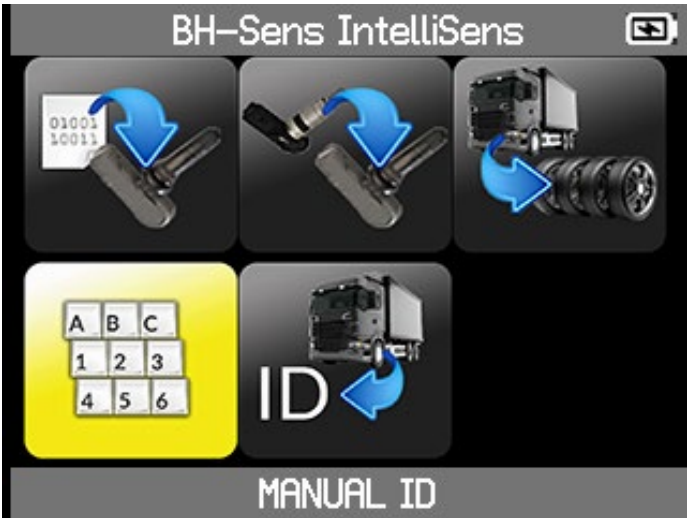 BH-Sens IntelliSens
01001
10011
A B C
1 2 3
4 5 6
ID
MANUAL ID